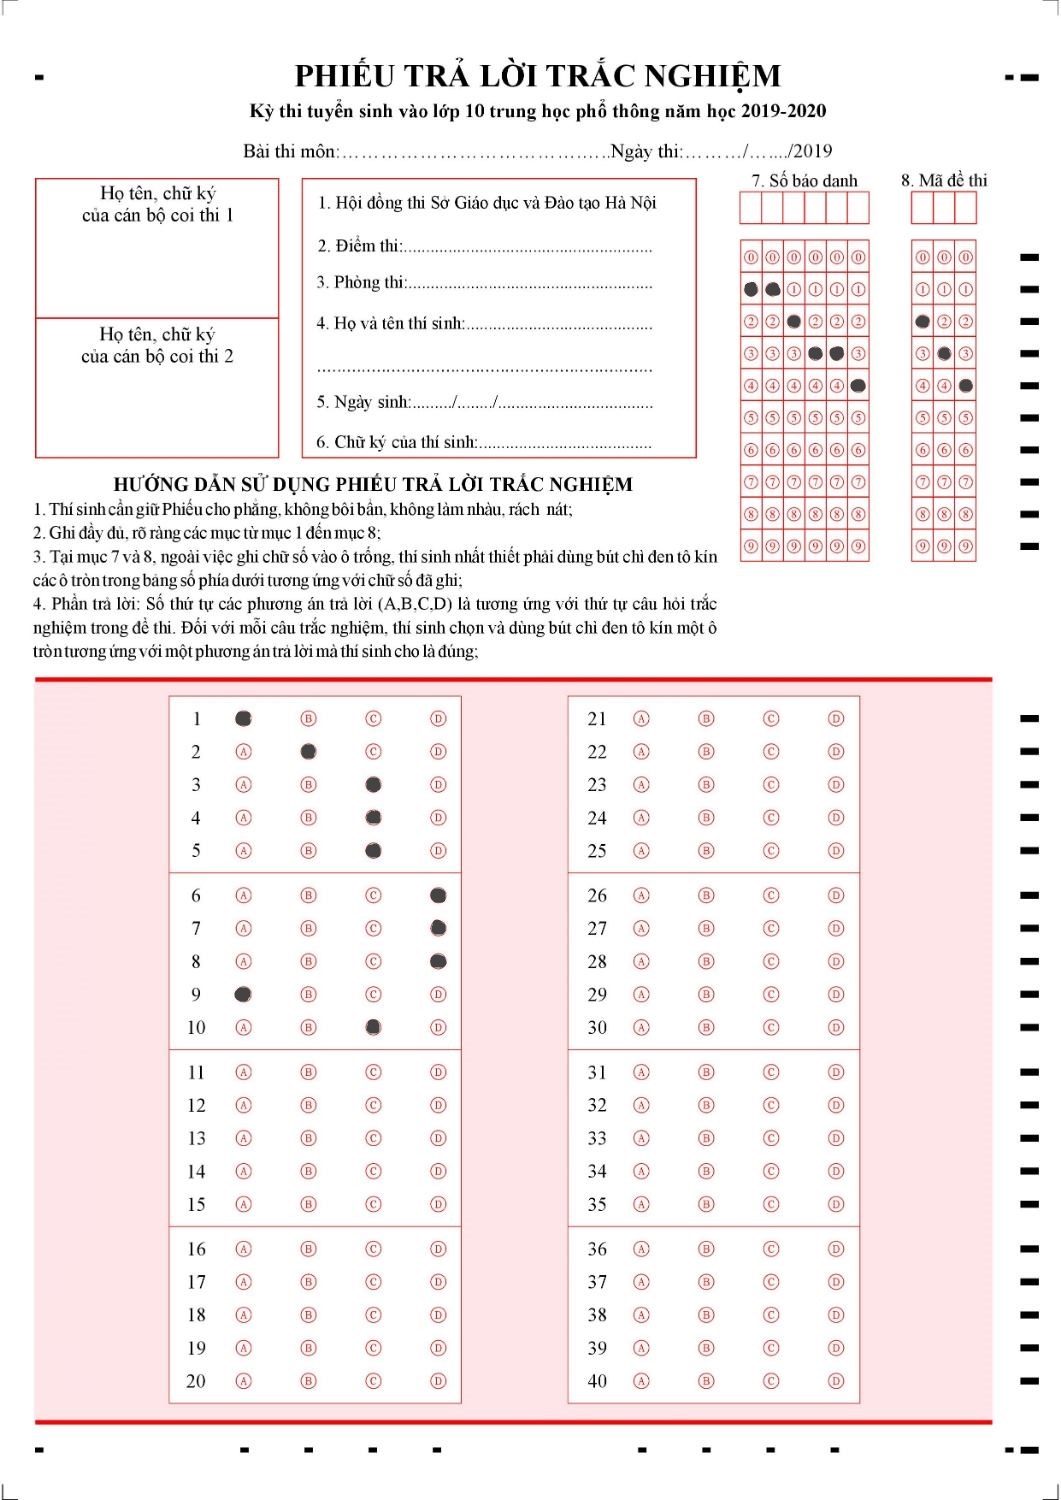 PHIẾU TRẢ LỜI TRẮC NGHIỆM
Kỳ thi tuyển sinh vào lớp 10 trung học phổ thông năm học 2019-2020
Bài thi môn:…………………………………….…..Ngày thi:………/…..…/2019
Họ tên, chữ ký
của cán bộ coi thi 1
Họ tên, chữ ký
của cán bộ coi thi 2
1. Hội đồng thi Sở Giáo dục và Đào tạo Hà Nội
2. Điểm thi:....................................................
3. Phòng thi:...................................................
4. Họ và tên thí sinh:.......................................
......................................................................
5. Ngày sinh:........./......../.................................
6. Chữ ký của thí sinh:....................................
7. Số báo danh
0 0 0 0 0 0
1 1 1 1
2 2 2 2 2
3 3 3 3
4 4 4 4 4
5 5 5 5 5 5
6 6 6 6 6 6
7 7 7 7 7 7
8 8 8 8 8 8
9 9 9 9 9 9
8. Mã đề thi
0 0 0
1 1 1
2 2
3 3
4 4
5 5 5
6 6 6
7 7 7
8 8 8
9 9 9
HƯỚNG DẪN SỬ DỤNG PHIẾU TRẢ LỜI TRẮC NGHIỆM
1. Thí sinh cần giữ Phiếu cho phẳng, không bôi bẩn, không làm nhàu, rách nát;
2. Ghi đầy đủ, rõ ràng các mục từ mục 1 đến mục 8;
3. Tại mục 7 và 8, ngoài việc ghi chữ số vào ô trống, thí sinh nhất thiết phải dùng bút chì đen tô kín
các ô tròn trong bảng số phía dưới tương ứng với chữ số đã ghi;
4. Phần trả lời: Số thứ tự các phương án trả lời (A,B,C,D) là tương ứng với thứ tự câu hỏi trắc
nghiệm trong đề thi. Đối với mỗi câu trắc nghiệm, thí sinh chọn và dùng bút chì đen tô kín một ô
tròn tương ứng với một phương án trả lời mà thí sinh cho là đúng;
1 B C D
2 A C D
3 A B D
4 A B D
5 A B D
6 A B C
7 A B C
8 A B C
9 B C D
10 A B D
11 A B C D
12 A B C D
13 A B C D
14 A B C D
15 A B C D
16 A B C D
17 A B C D
18 A B C D
19 A B C D
20 A B C D
21 A B C D
22 A B C D
23 A B C D
24 A B C D
25 A B C D
26 A B C D
27 A B C D
28 A B C D
29 A B C D
30 A B C D
31 A B C D
32 A B C D
33 A B C D
34 A B C D
35 A B C D
36 A B C D
37 A B C D
38 A B C D
39 A B C D
40 A B C D